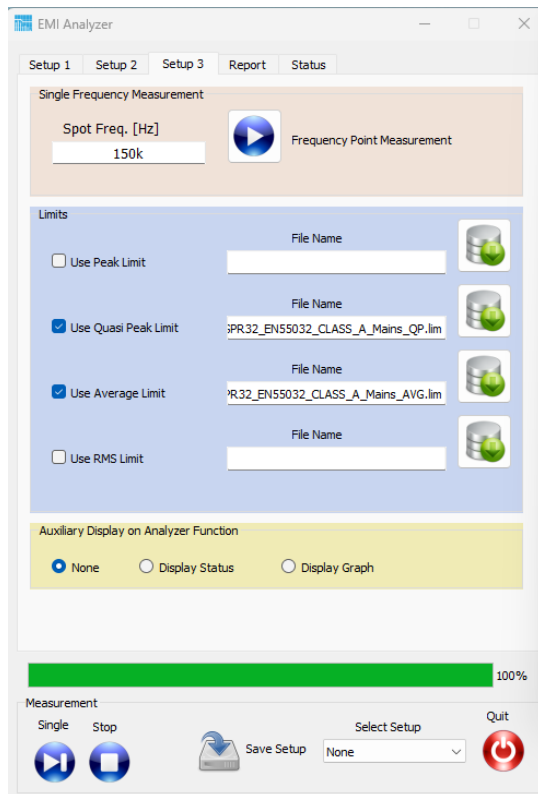 EMI Analyzer
Setup 1 Setup 2 Setup 3 Report Status
Single Frequency Measurement
Spot Freq. [Hz]
150k
Frequency Point Measurement
Limits
File Name
Use Peak Limit
File Name
Use Quasi Peak Limit
SPR32_EN55032_CLASS_A_Mains_QP.lim
File Name
Use Average Limit
PR32_EN55032_CLASS_A_Mains_AVG.lim
File Name
Use RMS Limit
Auxiliary Display on Analyzer Function
None Display Status Display Graph
100%
Measurement
Single Stop
Save Setup
Select Setup
None
Quit